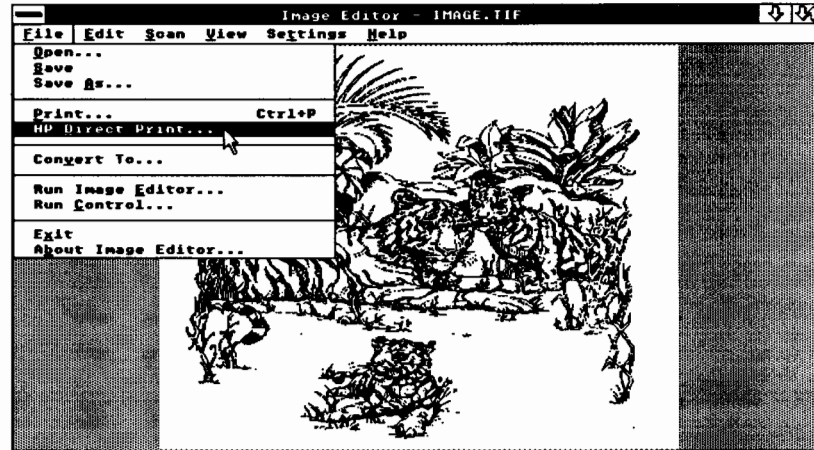 Image Editor - IMAGE.TIF
File Edit Scan View Settings Help
Open...
Save
Save As...
Print... Ctrl+P
HP Direct Print...
Convert To...
Run Image Editor...
Run Control...
Exit
About Image Editor...